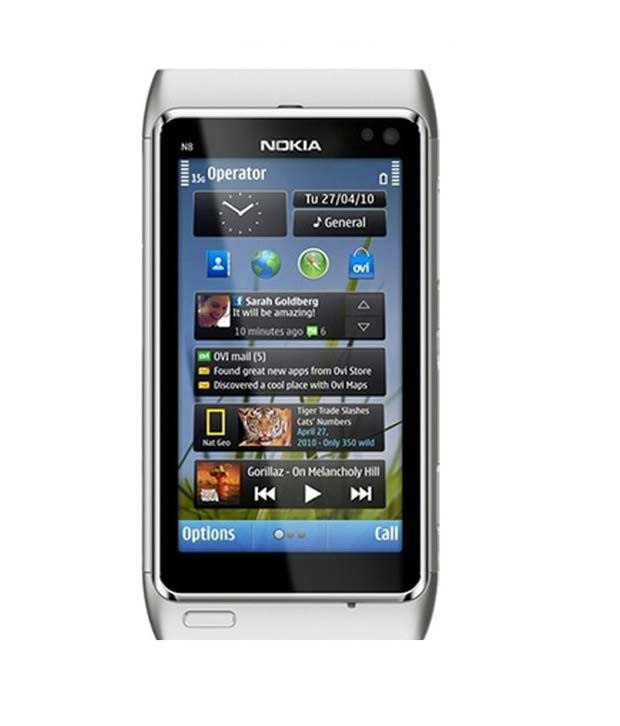 N8
NOKIA
3.5G Operator
Tu 27/04/10
General
ovi
Sarah Goldberg
It will be amazing!
10 minutes ago 6
ovi OVI mail (5)
Found great new apps from Ovi Store
Discovered a cool place with Ovi Maps
Tiger Trade Slashes
Cats' Numbers
April 27,
2010 - Only 350 wild
Nat Geo
Gorillaz - On Melancholy Hill
Options
Call